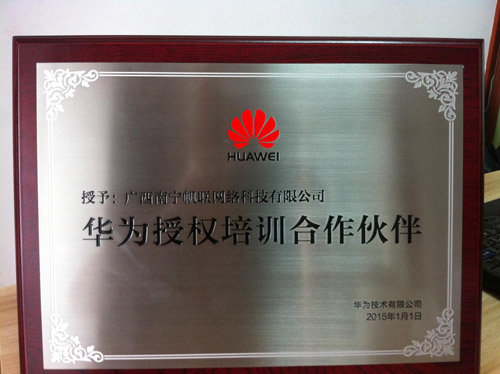 HUAWEI
授予：广西南宁帆联网络科技有限公司
华为授权培训合作伙伴
华为技术有限公司
2015年1月1日